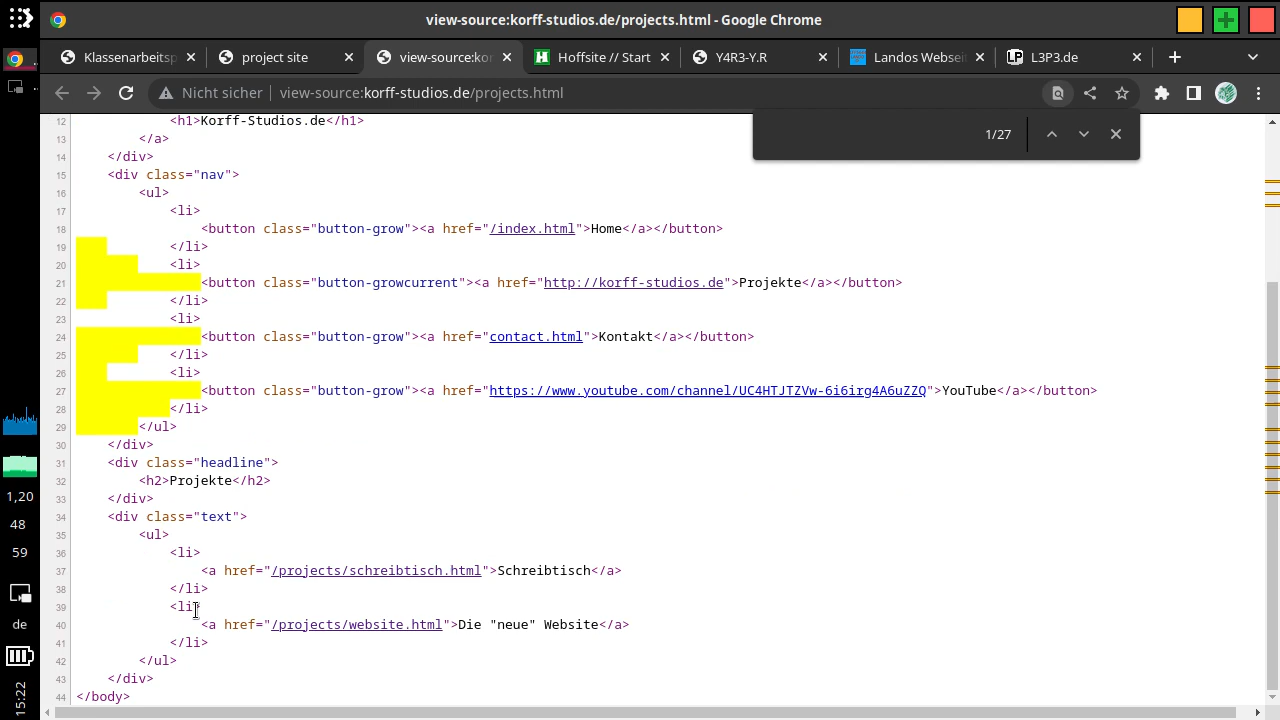 view-source:korff-studios.de/projects.html - Google Chrome
Klassenarbeitsp
project site
view-source:kor
Hoffsite // Start
Y4R3-Y.R
Landos Websei
L3P3.de
Nicht sicher
view-source:korff-studios.de/projects.html
1/27
12 <h1>Korff-Studios.de</h1>
13 </a>
14 </div>
15 <div class="nav">
16 <ul>
17 <li>
18 <button class="button-grow"><a href="/index.html">Home</a></button>
19 </li>
20 <li>
21 <button class="button-growcurrent"><a href="http://korff-studios.de">Projekte</a></button>
22 </li>
23 <li>
24 <button class="button-grow"><a href="contact.html">Kontakt</a></button>
25 </li>
26 <li>
27 <button class="button-grow"><a href="https://www.youtube.com/channel/UC4HTJTZVw-6i6irg4A6uZZQ">YouTube</a></button>
28 </li>
29 </ul>
30 </div>
31 <div class="headline">
32 <h2>Projekte</h2>
33 </div>
34 <div class="text">
35 <ul>
36 <li>
37 <a href="/projects/schreibtisch.html">Schreibtisch</a>
38 </li>
39 <li>
40 <a href="/projects/website.html">Die "neue" Website</a>
41 </li>
42 </ul>
43 </div>
44 </body>
1,20
48
59
de
15:22